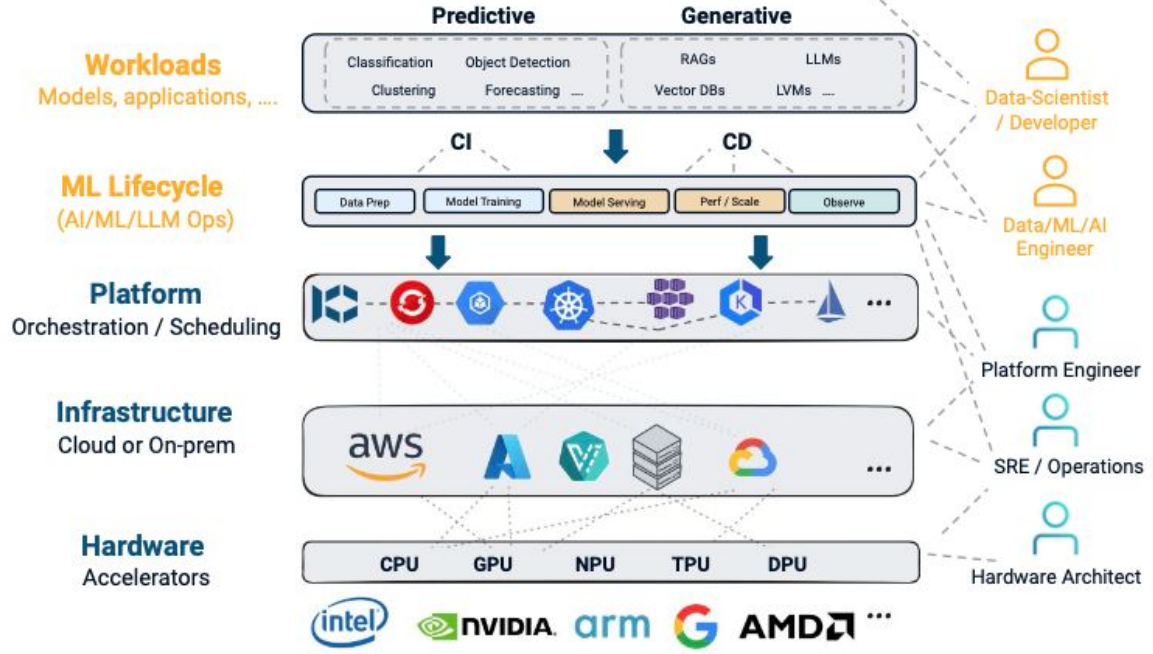 Predictive
Generative
Workloads
Models, applications, ....
Classification
Object Detection
Clustering
Forecasting ....
RAGs
LLMs
Vector DBs
LVMs ....
Data-Scientist
/ Developer
CI
CD
ML Lifecycle
(AI/ML/LLM Ops)
Data Prep
Model Training
Model Serving
Perf / Scale
Observe
Data/ML/AI
Engineer
Platform
Orchestration / Scheduling
K
...
Platform Engineer
Infrastructure
Cloud or On-prem
aws
...
SRE / Operations
Hardware
Accelerators
CPU
GPU
NPU
TPU
DPU
Hardware Architect
intel
NVIDIA.
arm
G
AMD
...